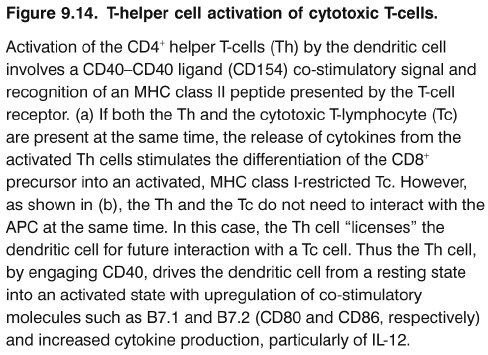 Figure 9.14. T-helper cell activation of cytotoxic T-cells.
Activation of the CD4⁺ helper T-cells (Th) by the dendritic cell
involves a CD40–CD40 ligand (CD154) co-stimulatory signal and
recognition of an MHC class II peptide presented by the T-cell
receptor. (a) If both the Th and the cytotoxic T-lymphocyte (Tc)
are present at the same time, the release of cytokines from the
activated Th cells stimulates the differentiation of the CD8⁺
precursor into an activated, MHC class I-restricted Tc. However,
as shown in (b), the Th and the Tc do not need to interact with the
APC at the same time. In this case, the Th cell “licenses” the
dendritic cell for future interaction with a Tc cell. Thus the Th cell,
by engaging CD40, drives the dendritic cell from a resting state
into an activated state with upregulation of co-stimulatory
molecules such as B7.1 and B7.2 (CD80 and CD86, respectively)
and increased cytokine production, particularly of IL-12.